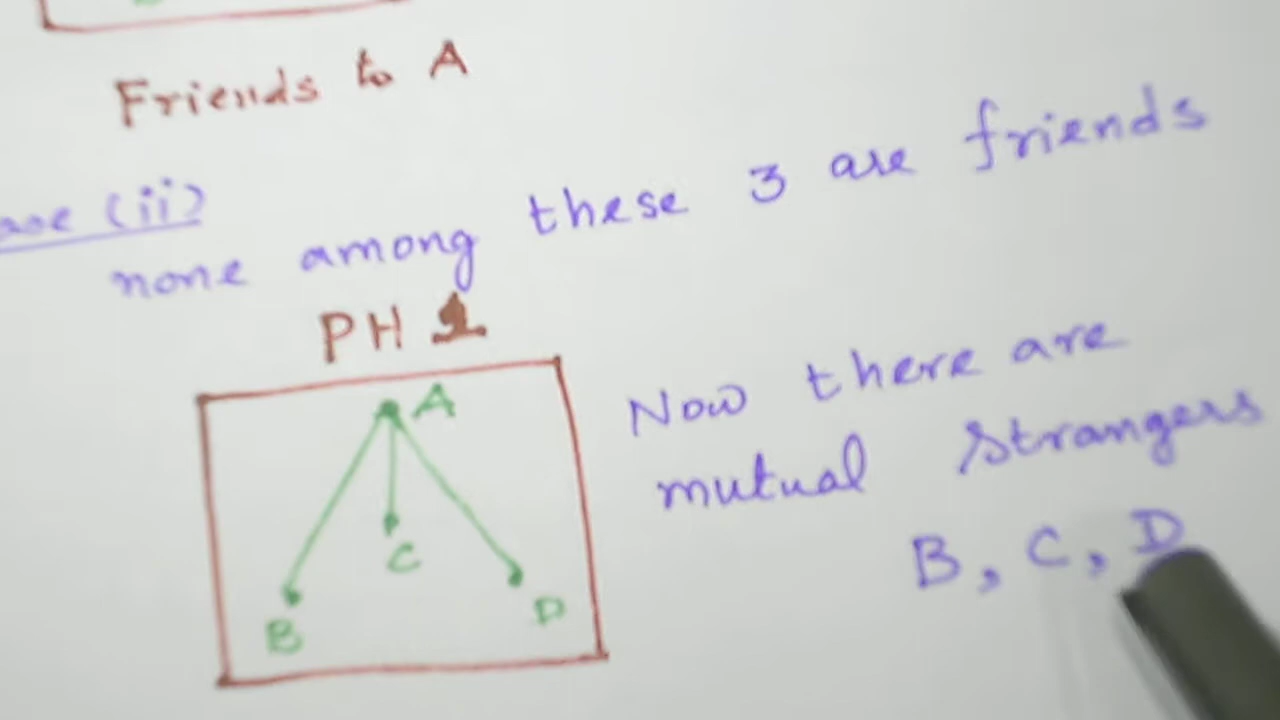 Friends to A
ase (ii)
none among these 3 are friends
PH 1
A
B
C
D
Now there are
mutual strangers
B, C, D